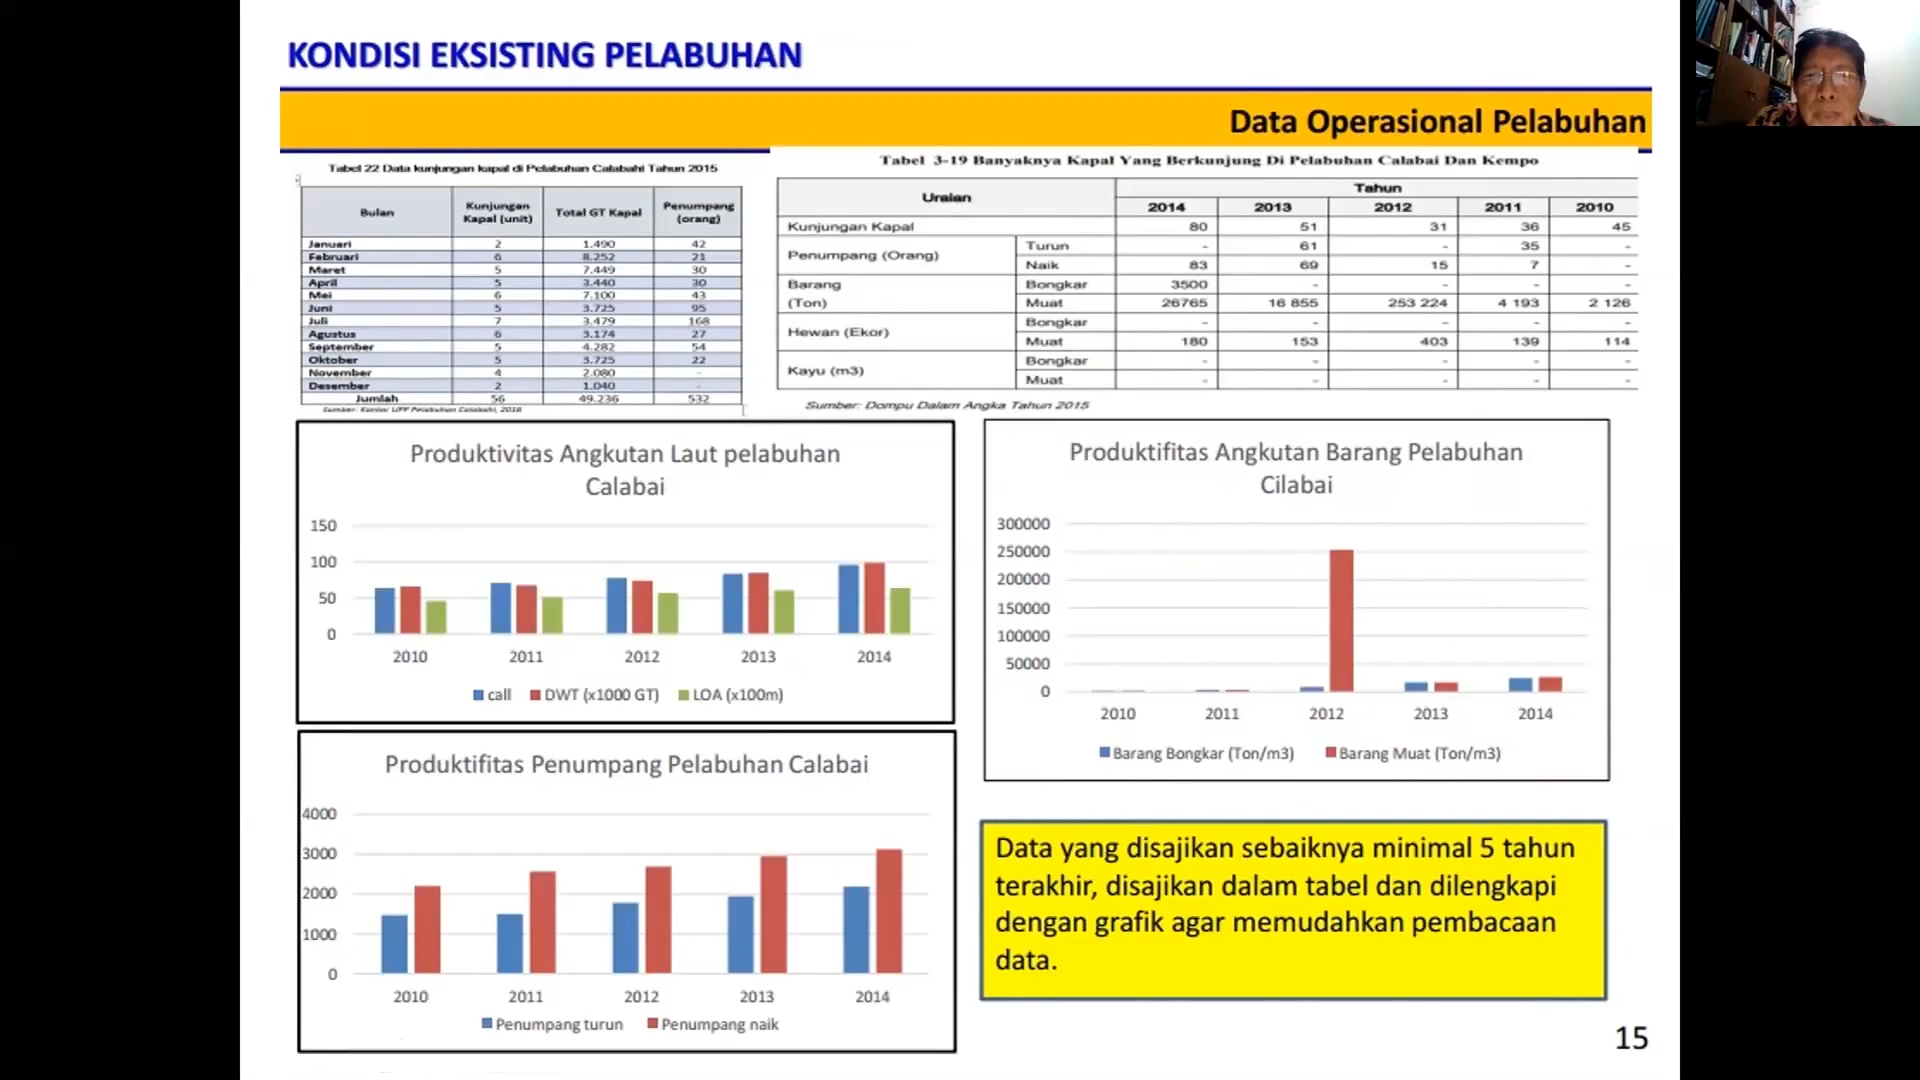 KONDISI EKSISTING PELABUHAN
Data Operasional Pelabuhan
Tabel 22 Data kunjungan kapal di Pelabuhan Calabahi Tahun 2015
Bulan Kunjungan Kapal (unit) Total GT Kapal Penumpang (orang)
Januari 2 1.490 42
Februari 6 8.252 21
Maret 5 7.449 30
April 5 3.440 30
Mei 6 7.100 43
Juni 5 3.725 95
Juli 7 3.479 168
Agustus 6 3.174 27
September 5 4.282 54
Oktober 5 3.725 22
November 4 2.080 -
Desember 2 1.040 -
Jumlah 56 49.236 532
Sumber: Kantor UPP Pelabuhan Calabahi, 2016
Tabel 3-19 Banyaknya Kapal Yang Berkunjung Di Pelabuhan Calabai Dan Kempo
Uraian Tahun
2014 2013 2012 2011 2010
Kunjungan Kapal 80 51 31 36 45
Penumpang (Orang) Turun - 61 - 35 -
Naik 83 69 15 7 -
Barang Bongkar 3500 - - - -
(Ton) Muat 26765 16 855 253 224 4 193 2 126
Hewan (Ekor) Bongkar - - - - -
Muat 180 153 403 139 114
Kayu (m3) Bongkar - - - - -
Muat - - - - -
Sumber: Dompu Dalam Angka Tahun 2015
Produktivitas Angkutan Laut pelabuhan
Calabai
150
100
50
0
2010 2011 2012 2013 2014
call DWT (x1000 GT) LOA (x100m)
Produktifitas Angkutan Barang Pelabuhan
Cilabai
300000
250000
200000
150000
100000
50000
0
2010 2011 2012 2013 2014
Barang Bongkar (Ton/m3) Barang Muat (Ton/m3)
Produktifitas Penumpang Pelabuhan Calabai
4000
3000
2000
1000
0
2010 2011 2012 2013 2014
Penumpang turun Penumpang naik
Data yang disajikan sebaiknya minimal 5 tahun
terakhir, disajikan dalam tabel dan dilengkapi
dengan grafik agar memudahkan pembacaan
data.
15